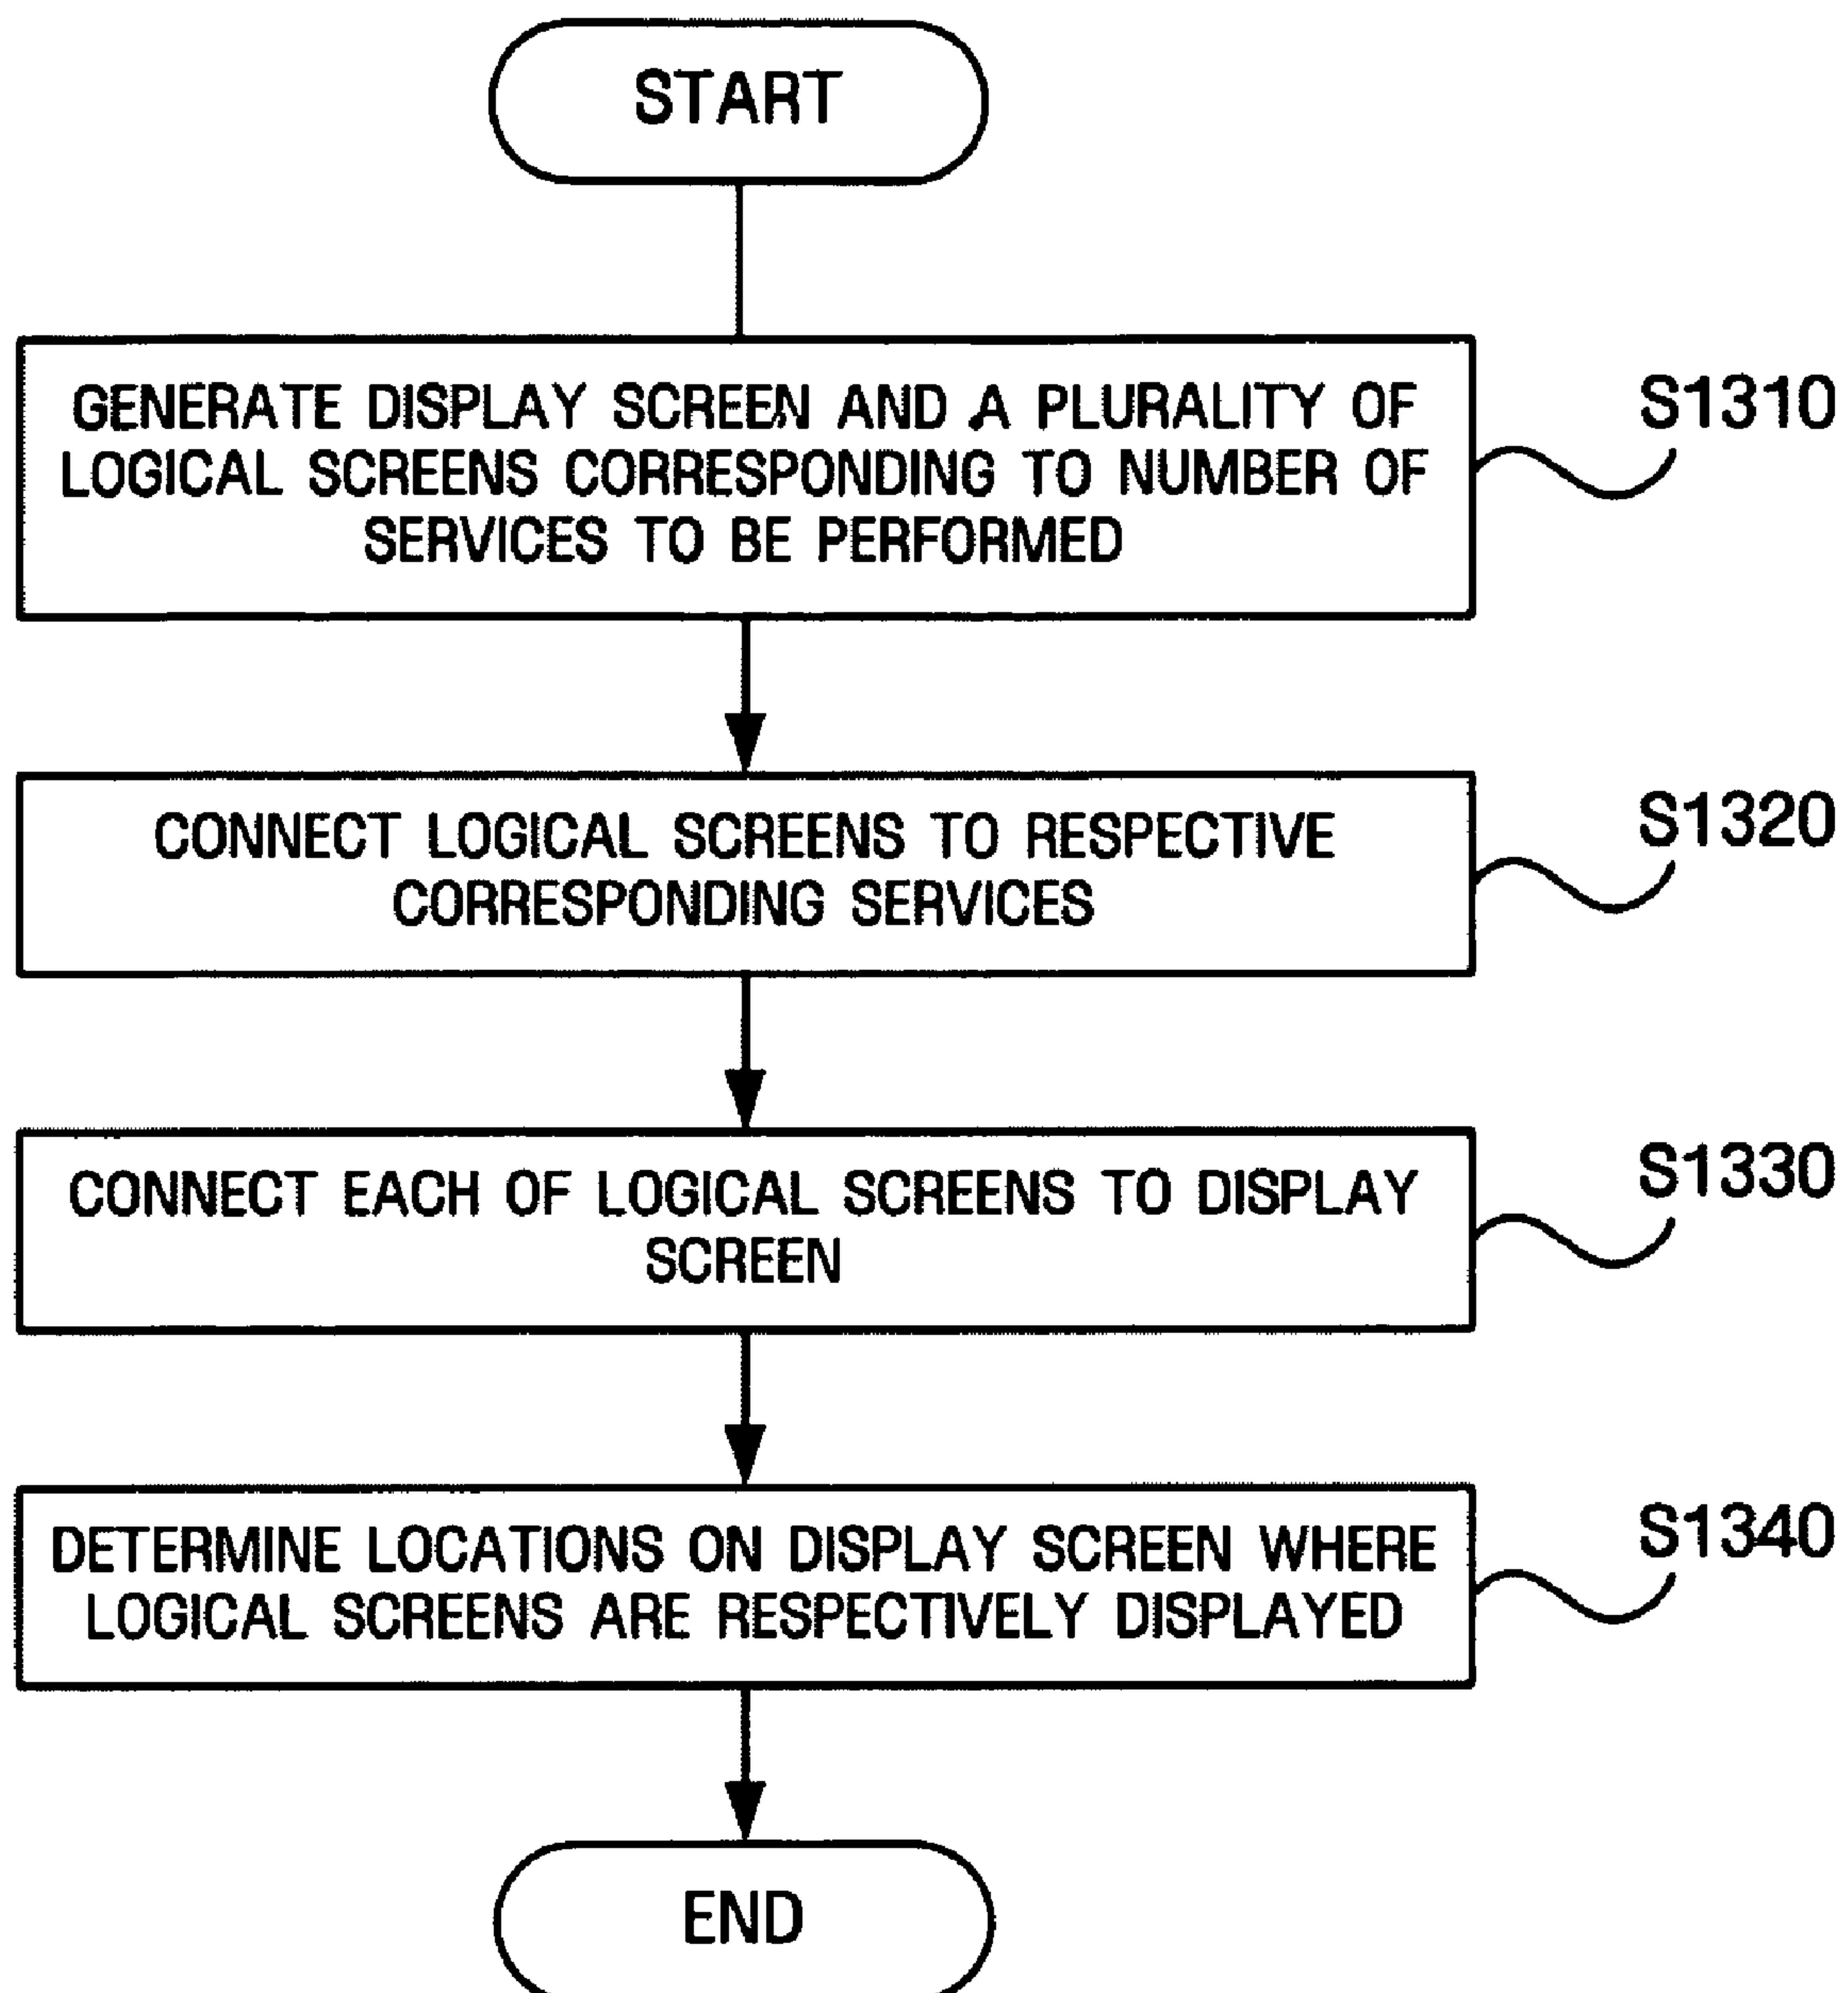 START
GENERATE DISPLAY SCREEN AND A PLURALITY OF
LOGICAL SCREENS CORRESPONDING TO NUMBER OF
SERVICES TO BE PERFORMED
S1310
CONNECT LOGICAL SCREENS TO RESPECTIVE
CORRESPONDING SERVICES
S1320
CONNECT EACH OF LOGICAL SCREENS TO DISPLAY
SCREEN
S1330
DETERMINE LOCATIONS ON DISPLAY SCREEN WHERE
LOGICAL SCREENS ARE RESPECTIVELY DISPLAYED
S1340
END